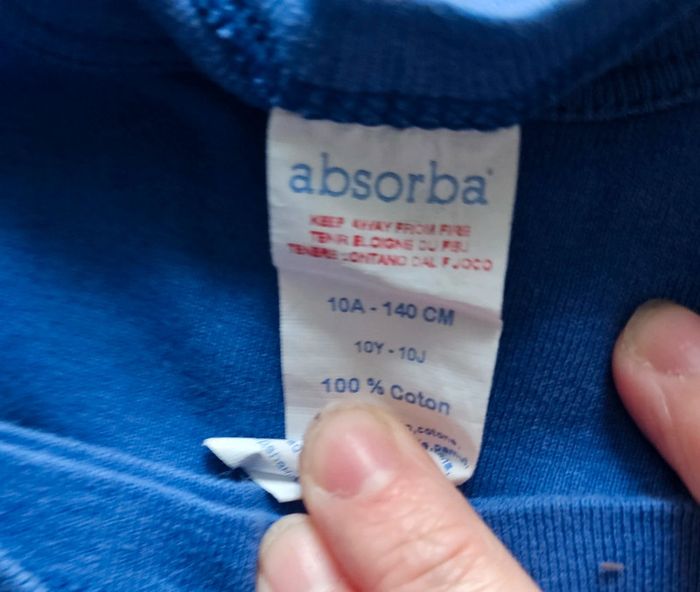 absorba
KEEP AWAY FROM FIRE
TENIR ELOIGNE DU FEU
TENERE LONTANO DAL FUOCO
10A - 140 CM
10Y - 10J
100 % Coton
,cotone,